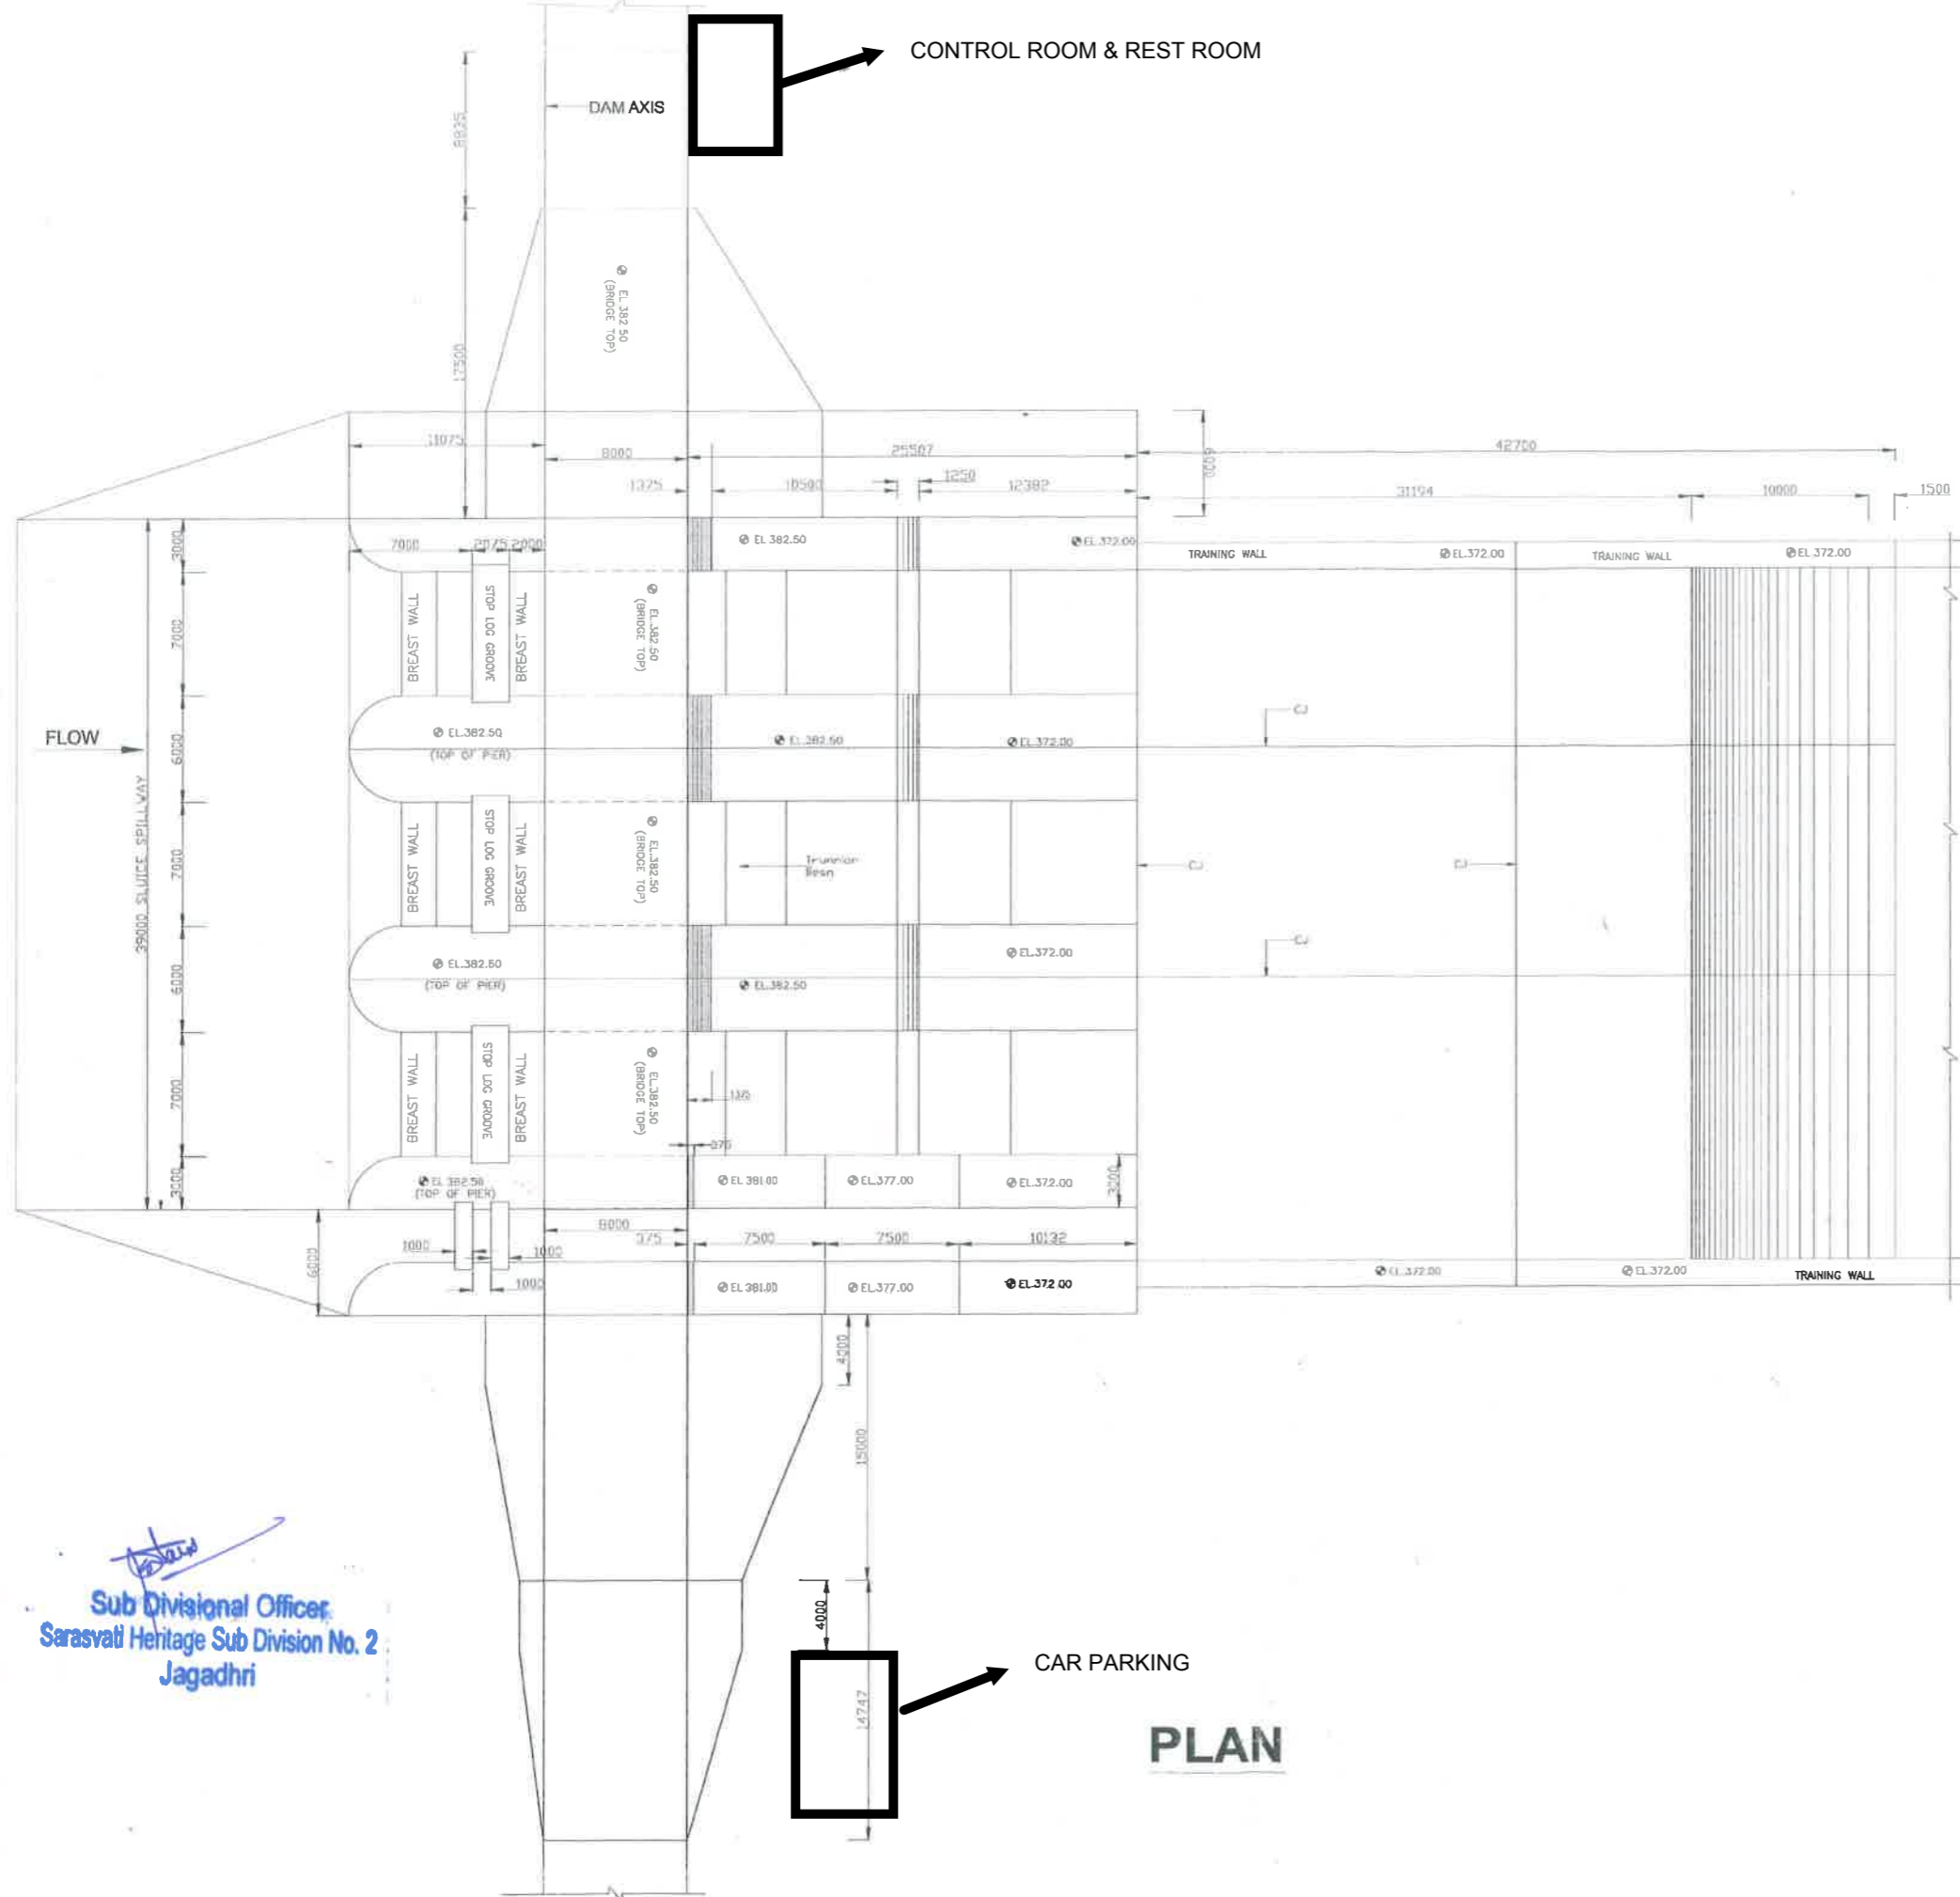 CONTROL ROOM & REST ROOM
DAM AXIS
8835
17500
EL 382.50
(BRIDGE TOP)
11075
8000
25507
6000
42700
1375
10500
1250
12382
31194
10000
1500
3000
7000
2075
2000
EL 382.50
EL.372.00
TRAINING WALL
EL.372.00
TRAINING WALL
EL 372.00
7000
BREAST WALL
STOP LOG GROOVE
BREAST WALL
EL.382.50
(BRIDGE TOP)
FLOW
39000 SLUICE SPILLWAY
6000
EL.382.50
(TOP OF PIER)
EL.382.50
EL.372.00
CJ
7000
BREAST WALL
STOP LOG GROOVE
BREAST WALL
EL.382.50
(BRIDGE TOP)
Trunnion
CJ
CJ
6000
EL.382.50
(TOP OF PIER)
EL.382.50
EL.372.00
CJ
7000
BREAST WALL
STOP LOG GROOVE
BREAST WALL
EL.382.50
(BRIDGE TOP)
1375
375
3000
EL 382.50
(TOP OF PIER)
EL 381.00
EL.377.00
EL.372.00
3000
6000
8000
375
7500
7500
10132
1000
1000
1000
EL 381.00
EL.377.00
EL.372 00
EL.372.00
EL.372.00
TRAINING WALL
4000
15000
4000
14747
CAR PARKING
PLAN
Sub Divisional Officer
Sarasvati Heritage Sub Division No. 2
Jagadhri